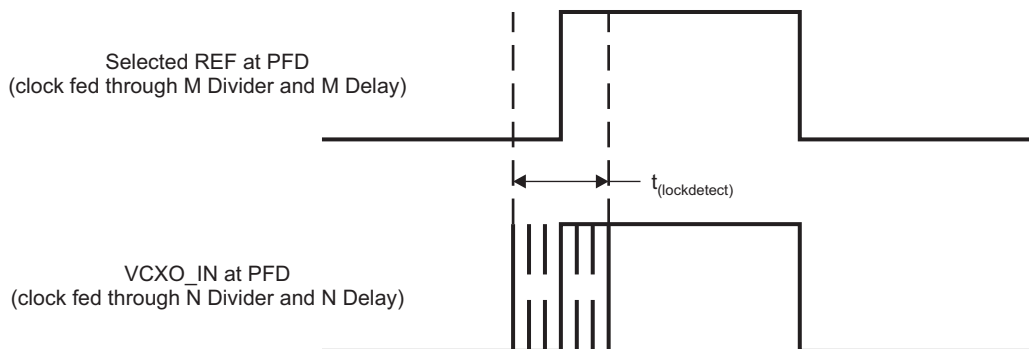 Selected REF at PFD
(clock fed through M Divider and M Delay)
t(lockdetect)
VCXO_IN at PFD
(clock fed through N Divider and N Delay)